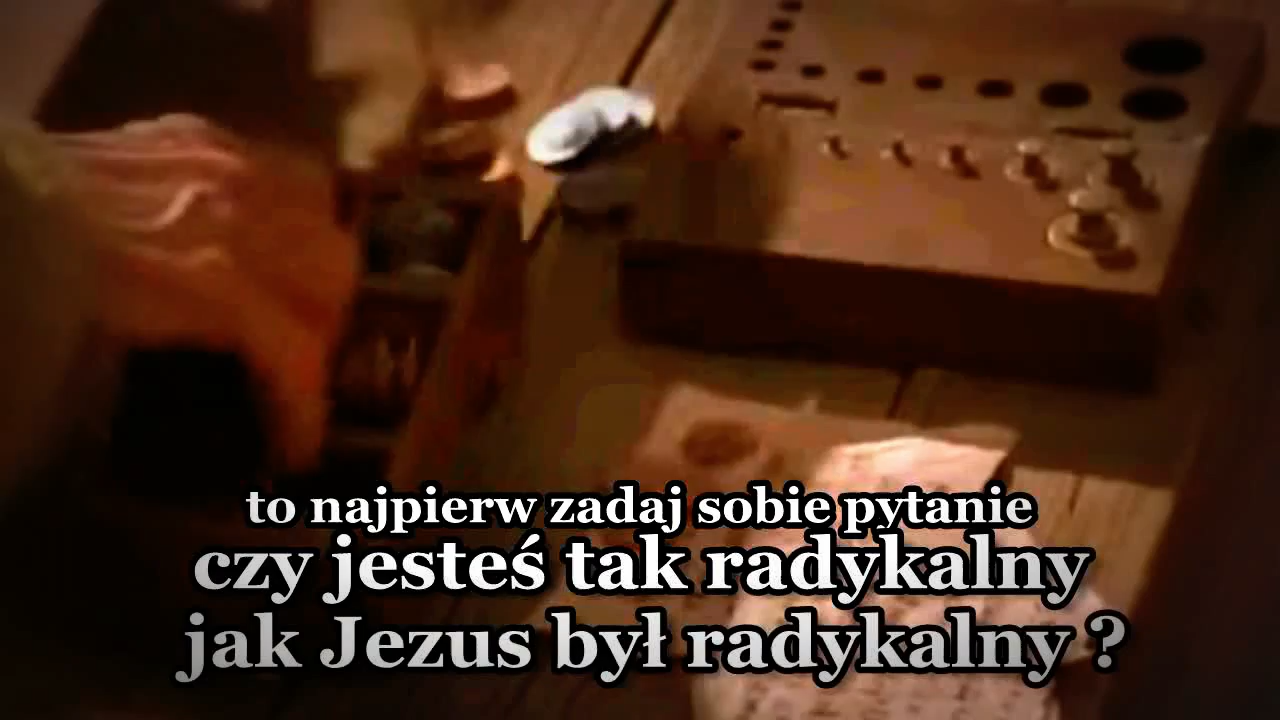 to najpierw zadaj sobie pytanie
czy jesteś tak radykalny
jak Jezus był radykalny ?